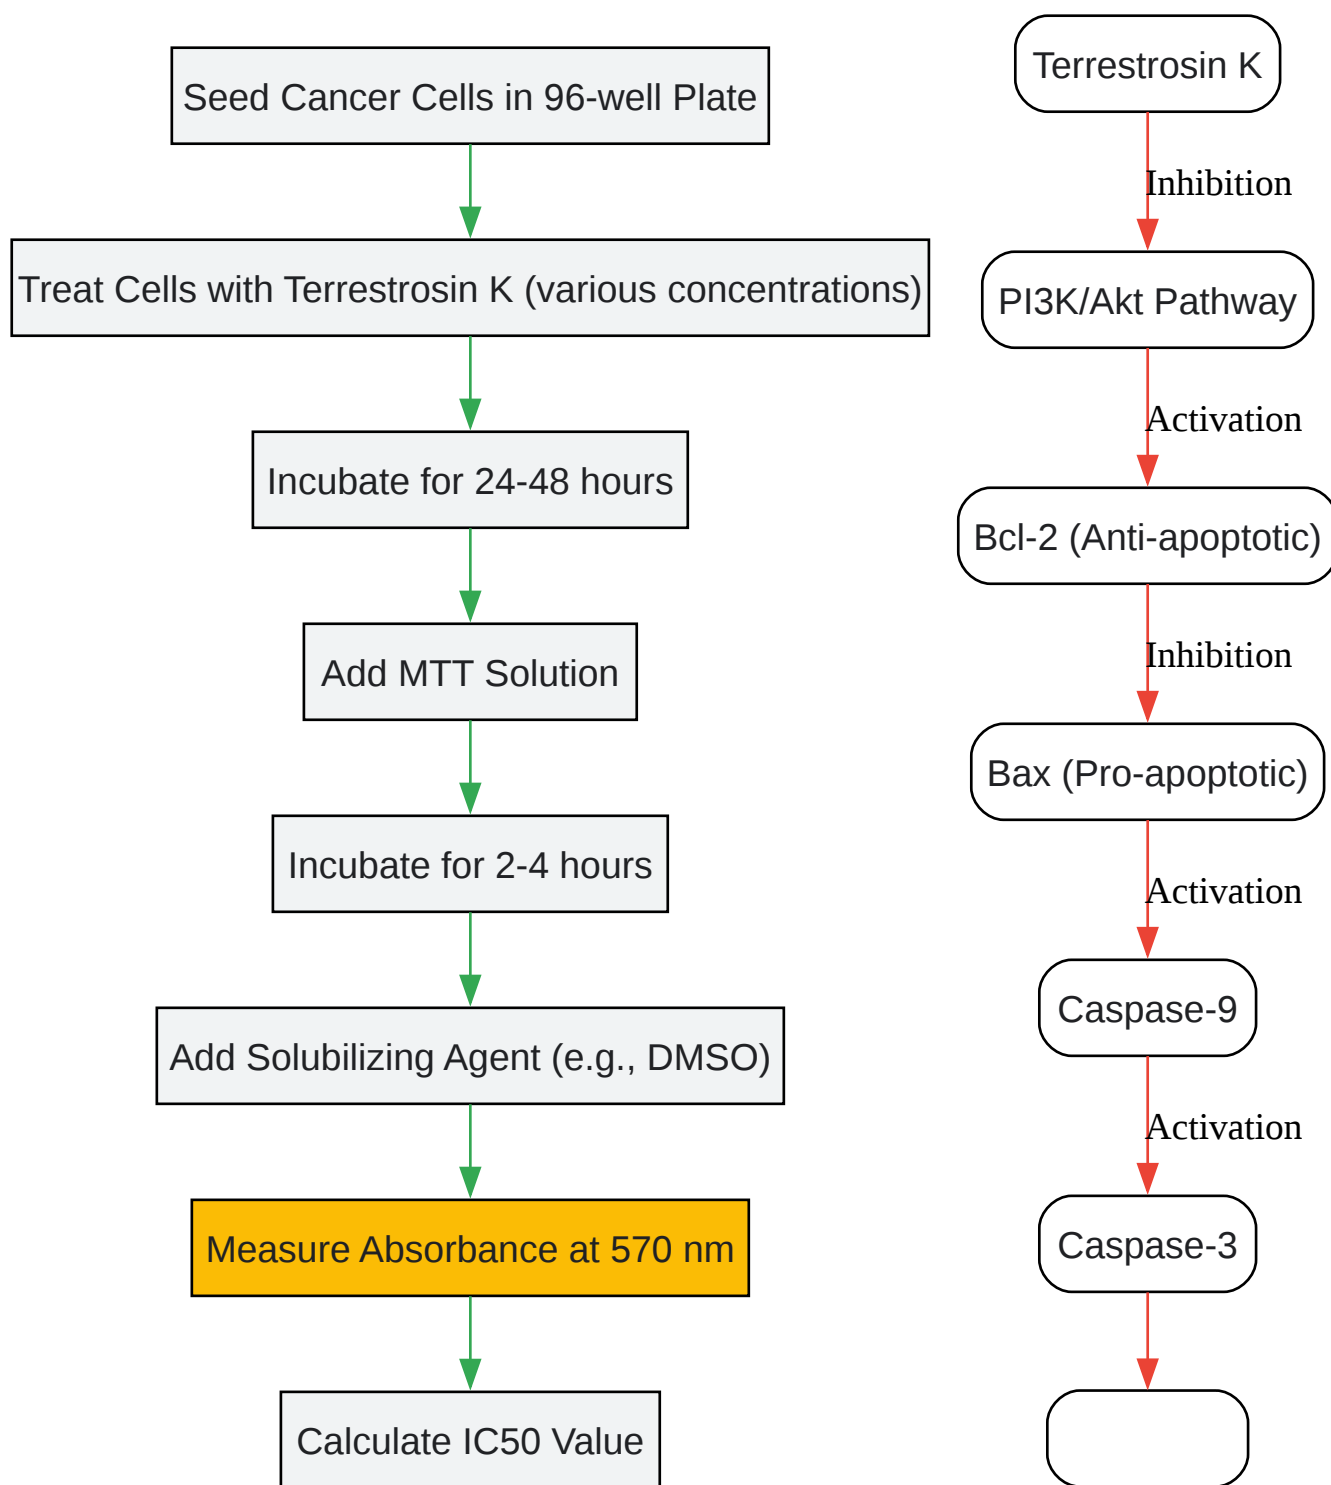 Seed Cancer Cells in 96-well Plate
Treat Cells with Terrestrosin K (various concentrations)
Incubate for 24-48 hours
Add MTT Solution
Incubate for 2-4 hours
Add Solubilizing Agent (e.g., DMSO)
Measure Absorbance at 570 nm
Calculate IC50 Value
Terrestrosin K
Inhibition
PI3K/Akt Pathway
Activation
Bcl-2 (Anti-apoptotic)
Inhibition
Bax (Pro-apoptotic)
Activation
Caspase-9
Activation
Caspase-3